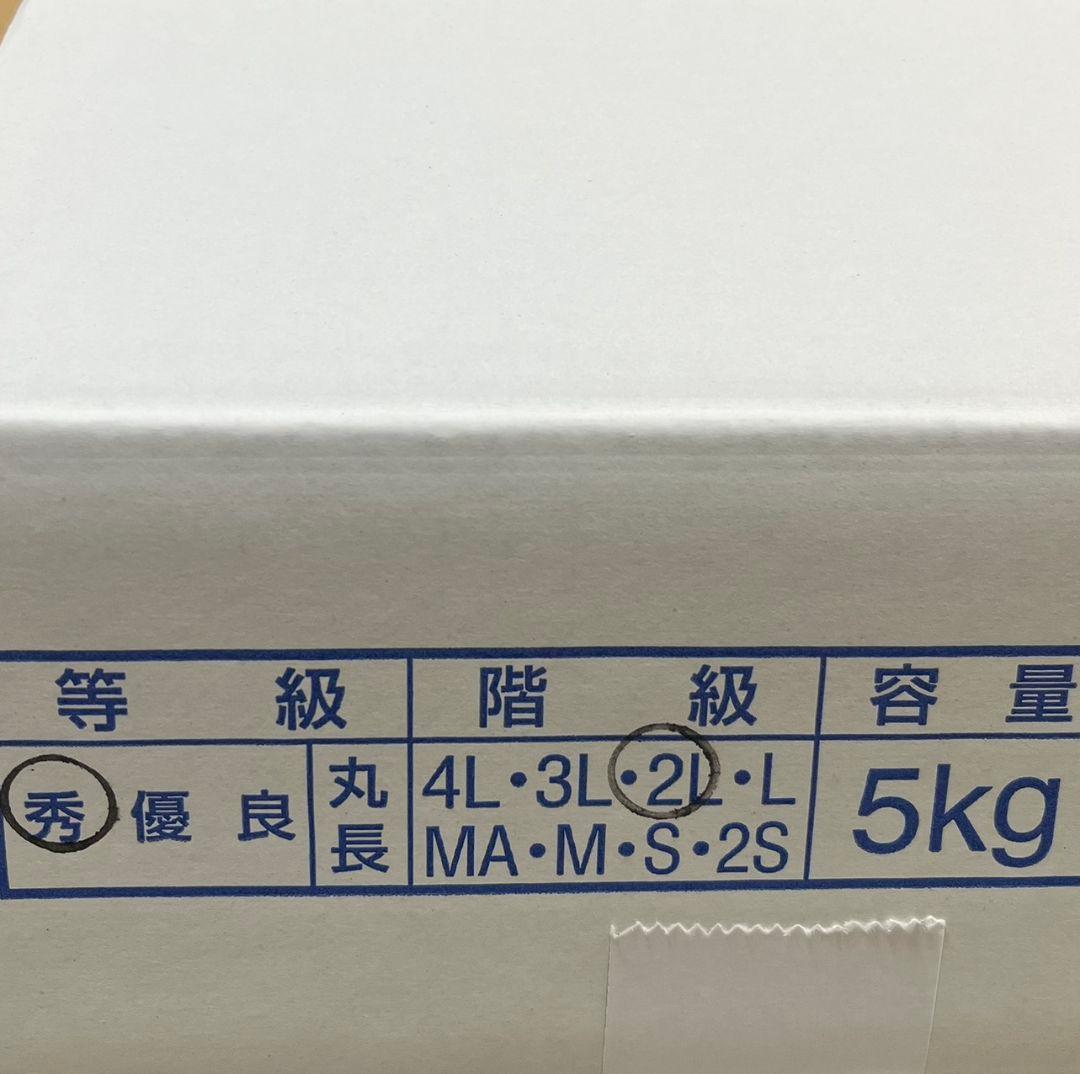 等級 階級 容量
秀 優 良 丸 長 4L・3L・2L・L 5kg
MA・M・S・2S